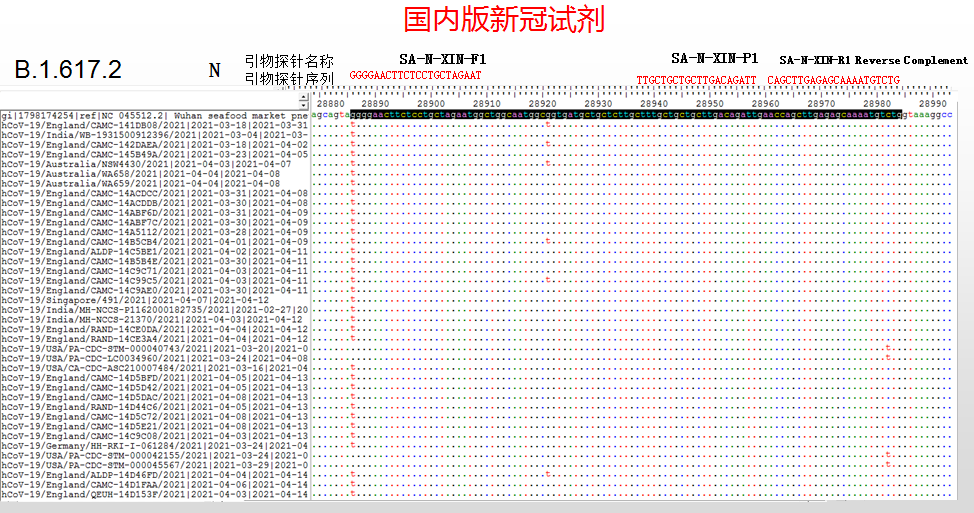 国内版新冠试剂
B.1.617.2
N
引物探针名称
引物探针序列
SA-N-XIN-F1
GGGGAACTTCTCCTGCTAGAAT
SA-N-XIN-P1
TTGCTGCTGCTTGACAGATT
SA-N-XIN-R1 Reverse Complement
CAGCTTGAGAGCAAAATGTCTG
28880 28890 28900 28910 28920 28930 28940 28950 28960 28970 28980 28990
gi|1798174254|ref|NC 045512.2| Wuhan seafood market pne
agcagtaggggaacttctcctgctagaatggctggcaatggcggtgatgctgctcttgctttgctgctgcttgacagattgaaccagcttgagagcaaaatgtctggtaaaggcc
hCoV-19/England/CAMC-141DB08/2021|2021-03-18|2021-03-31
hCoV-19/India/WB-1931500912396/2021|2021-03-04|2021-03-
hCoV-19/England/CAMC-142DAEA/2021|2021-03-18|2021-04-02
hCoV-19/England/CAMC-145B49A/2021|2021-03-23|2021-04-05
hCoV-19/Australia/NSW4430/2021|2021-04-03|2021-04-07
hCoV-19/Australia/WA658/2021|2021-04-04|2021-04-08
hCoV-19/Australia/WA659/2021|2021-04-04|2021-04-08
hCoV-19/England/CAMC-14ACDCC/2021|2021-03-31|2021-04-08
hCoV-19/England/CAMC-14ACDDB/2021|2021-03-30|2021-04-08
hCoV-19/England/CAMC-14ABF6D/2021|2021-03-31|2021-04-09
hCoV-19/England/CAMC-14ABF7C/2021|2021-03-30|2021-04-09
hCoV-19/England/CAMC-14A5112/2021|2021-03-28|2021-04-09
hCoV-19/England/CAMC-14B5CB4/2021|2021-03-31|2021-04-09
hCoV-19/England/ALDP-14C5BE1/2021|2021-04-02|2021-04-11
hCoV-19/England/CAMC-14B5B4E/2021|2021-03-30|2021-04-11
hCoV-19/England/CAMC-14C9C71/2021|2021-04-03|2021-04-11
hCoV-19/England/CAMC-14C99C5/2021|2021-04-03|2021-04-11
hCoV-19/England/CAMC-14C9AE0/2021|2021-03-30|2021-04-11
hCoV-19/Singapore/491/2021|2021-04-07|2021-04-12
hCoV-19/India/MH-NCCS-P1162000182735/2021|2021-02-27|20
hCoV-19/India/MH-NCCS-21370/2021|2021-04-03|2021-04-12
hCoV-19/England/RAND-14CE0DA/2021|2021-04-04|2021-04-12
hCoV-19/England/RAND-14CE3A4/2021|2021-04-04|2021-04-12
hCoV-19/USA/PA-CDC-STM-000040743/2021|2021-03-20|2021-0
hCoV-19/USA/PA-CDC-LC0034960/2021|2021-03-24|2021-04-08
hCoV-19/USA/CA-CDC-ASC210007484/2021|2021-03-16|2021-04
hCoV-19/England/CAMC-14D5BFD/2021|2021-04-05|2021-04-13
hCoV-19/England/CAMC-14D5D42/2021|2021-04-05|2021-04-13
hCoV-19/England/CAMC-14D5DAC/2021|2021-04-08|2021-04-13
hCoV-19/England/RAND-14D44C6/2021|2021-04-05|2021-04-13
hCoV-19/England/CAMC-14D5C72/2021|2021-04-08|2021-04-13
hCoV-19/England/CAMC-14D5E21/2021|2021-04-08|2021-04-13
hCoV-19/England/CAMC-14C9C08/2021|2021-04-03|2021-04-13
hCoV-19/Germany/HH-RKI-I-061284/2021|2021-03-24|2021-04
hCoV-19/USA/PA-CDC-STM-000042155/2021|2021-03-24|2021-0
hCoV-19/USA/PA-CDC-STM-000045567/2021|2021-03-29|2021-0
hCoV-19/England/ALDP-14D46FD/2021|2021-04-04|2021-04-14
hCoV-19/England/CAMC-14D1FAA/2021|2021-04-06|2021-04-14
hCoV-19/England/QEUH-14D153F/2021|2021-04-03|2021-04-14